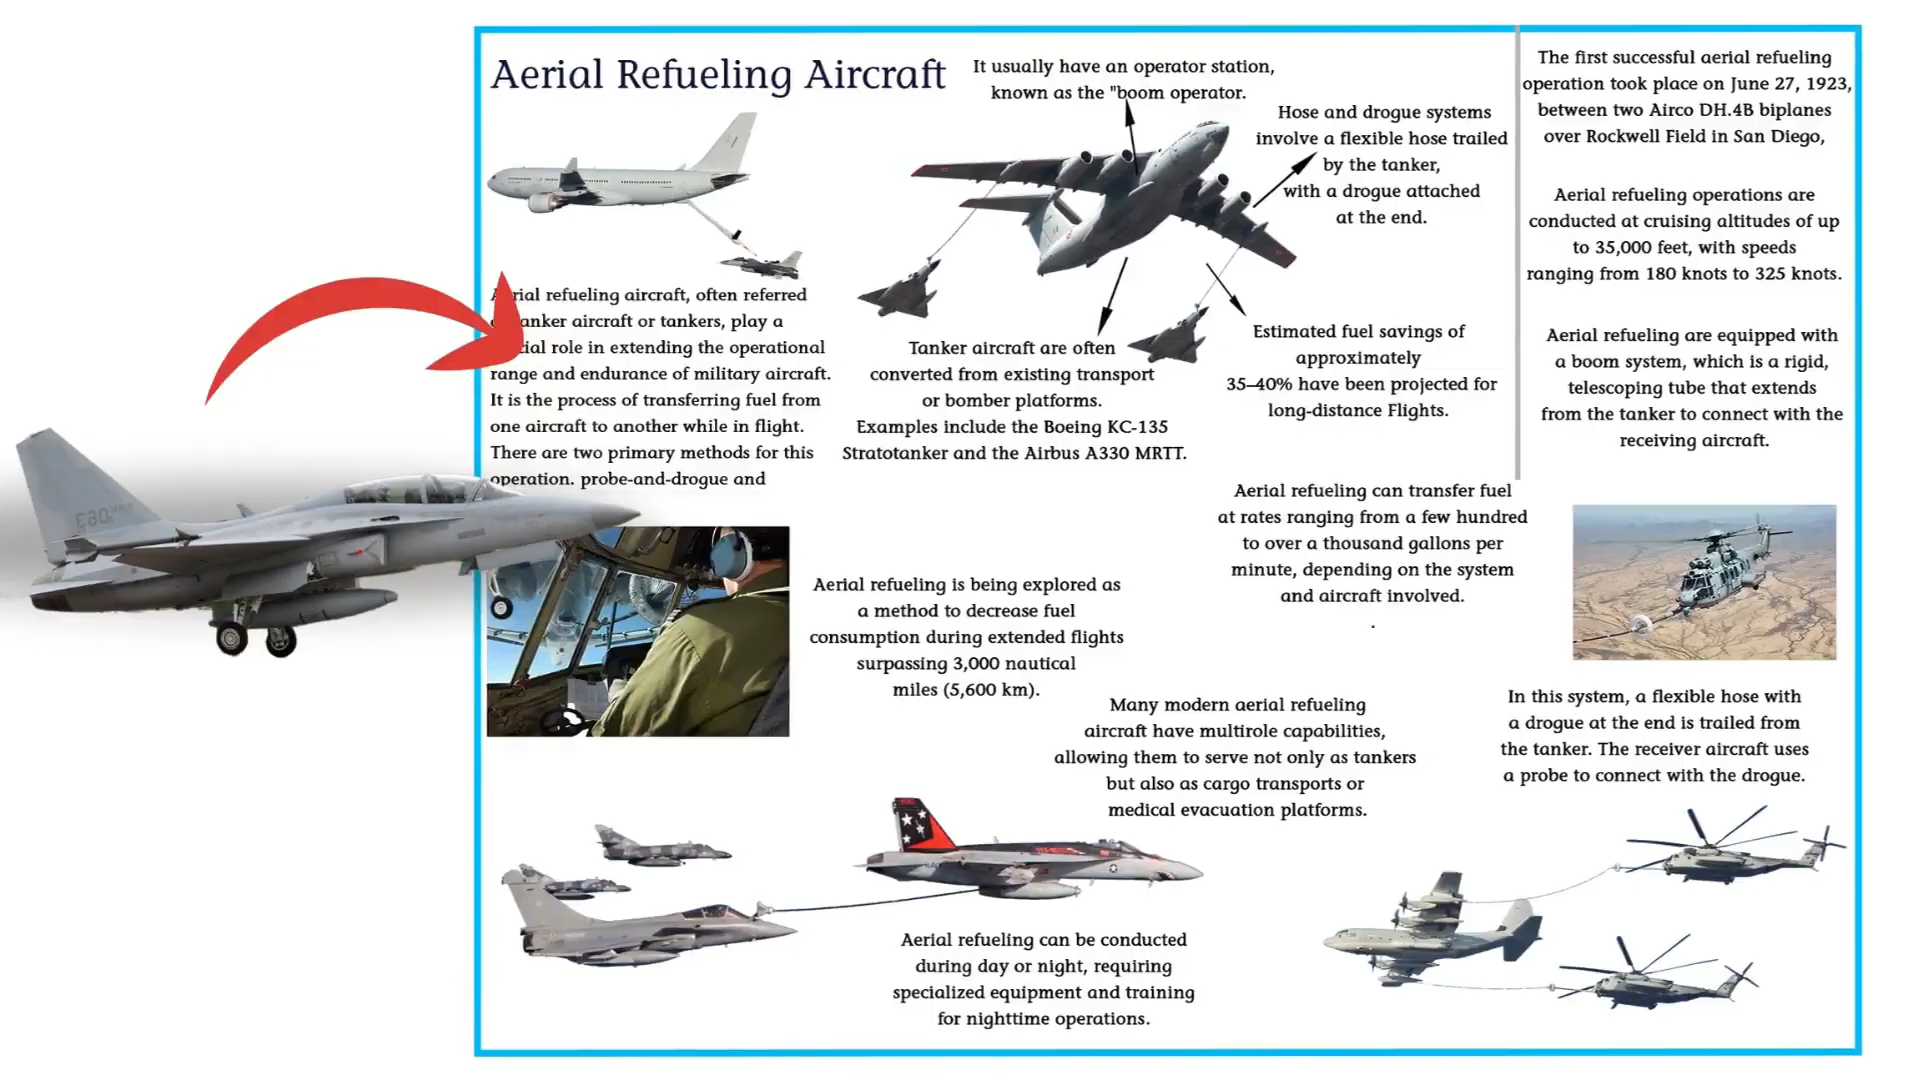 Aerial Refueling Aircraft
It usually have an operator station,
known as the "boom operator.
Hose and drogue systems
involve a flexible hose trailed
by the tanker,
with a drogue attached
at the end.
The first successful aerial refueling
operation took place on June 27, 1923,
between two Airco DH.4B biplanes
over Rockwell Field in San Diego,
Aerial refueling operations are
conducted at cruising altitudes of up
to 35,000 feet, with speeds
ranging from 180 knots to 325 knots.
Aerial refueling are equipped with
a boom system, which is a rigid,
telescoping tube that extends
from the tanker to connect with the
receiving aircraft.
refueling aircraft, often referred
tanker aircraft or tankers, play a
role in extending the operational
range and endurance of military aircraft.
It is the process of transferring fuel from
one aircraft to another while in flight.
There are two primary methods for this
operation. probe-and-drogue and
Tanker aircraft are often
converted from existing transport
or bomber platforms.
Examples include the Boeing KC-135
Stratotanker and the Airbus A330 MRTT.
Estimated fuel savings of
approximately
35–40% have been projected for
long-distance Flights.
Aerial refueling can transfer fuel
at rates ranging from a few hundred
to over a thousand gallons per
minute, depending on the system
and aircraft involved.
.
Aerial refueling is being explored as
a method to decrease fuel
consumption during extended flights
surpassing 3,000 nautical
miles (5,600 km).
Many modern aerial refueling
aircraft have multirole capabilities,
allowing them to serve not only as tankers
but also as cargo transports or
medical evacuation platforms.
In this system, a flexible hose with
a drogue at the end is trailed from
the tanker. The receiver aircraft uses
a probe to connect with the drogue.
Aerial refueling can be conducted
during day or night, requiring
specialized equipment and training
for nighttime operations.